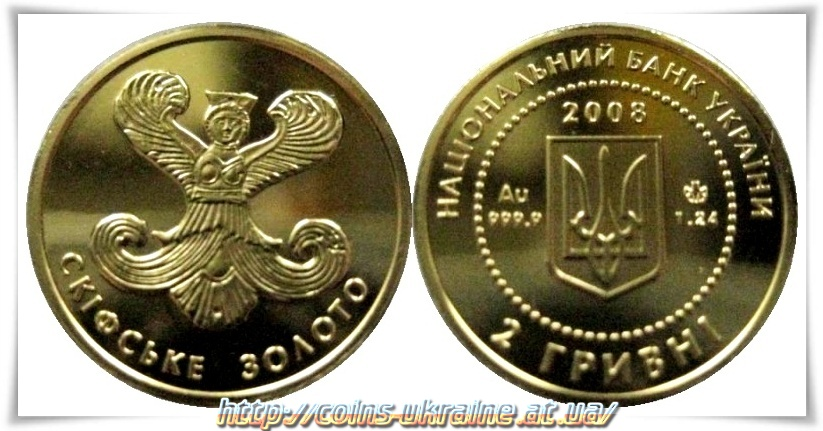 СКІФСЬКЕ ЗОЛОТО
НАЦІОНАЛЬНИЙ БАНК УКРАЇНИ
2008
Au
999.9
1.24
2 ГРИВНІ
http://coins-ukraine.at.ua/